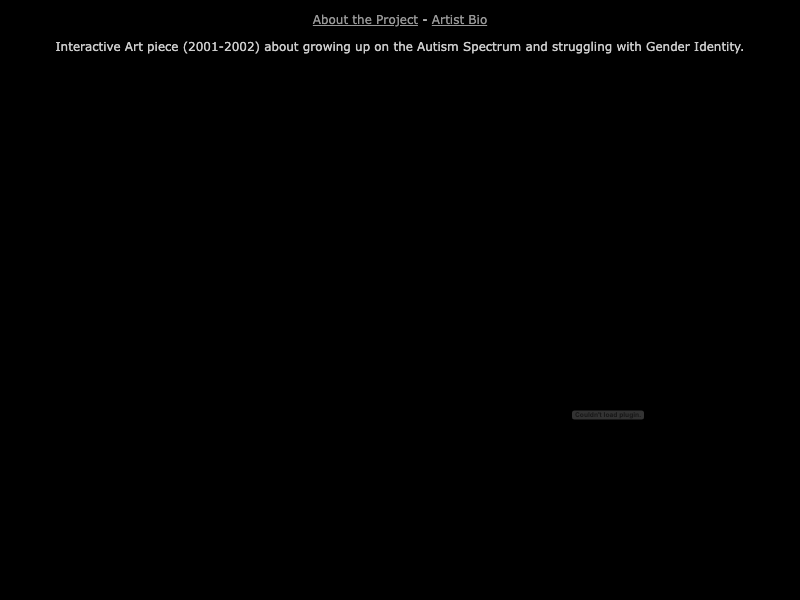 About the Project - Artist Bio
Interactive Art piece (2001-2002) about growing up on the Autism Spectrum and struggling with Gender Identity.
Couldn't load plugin.